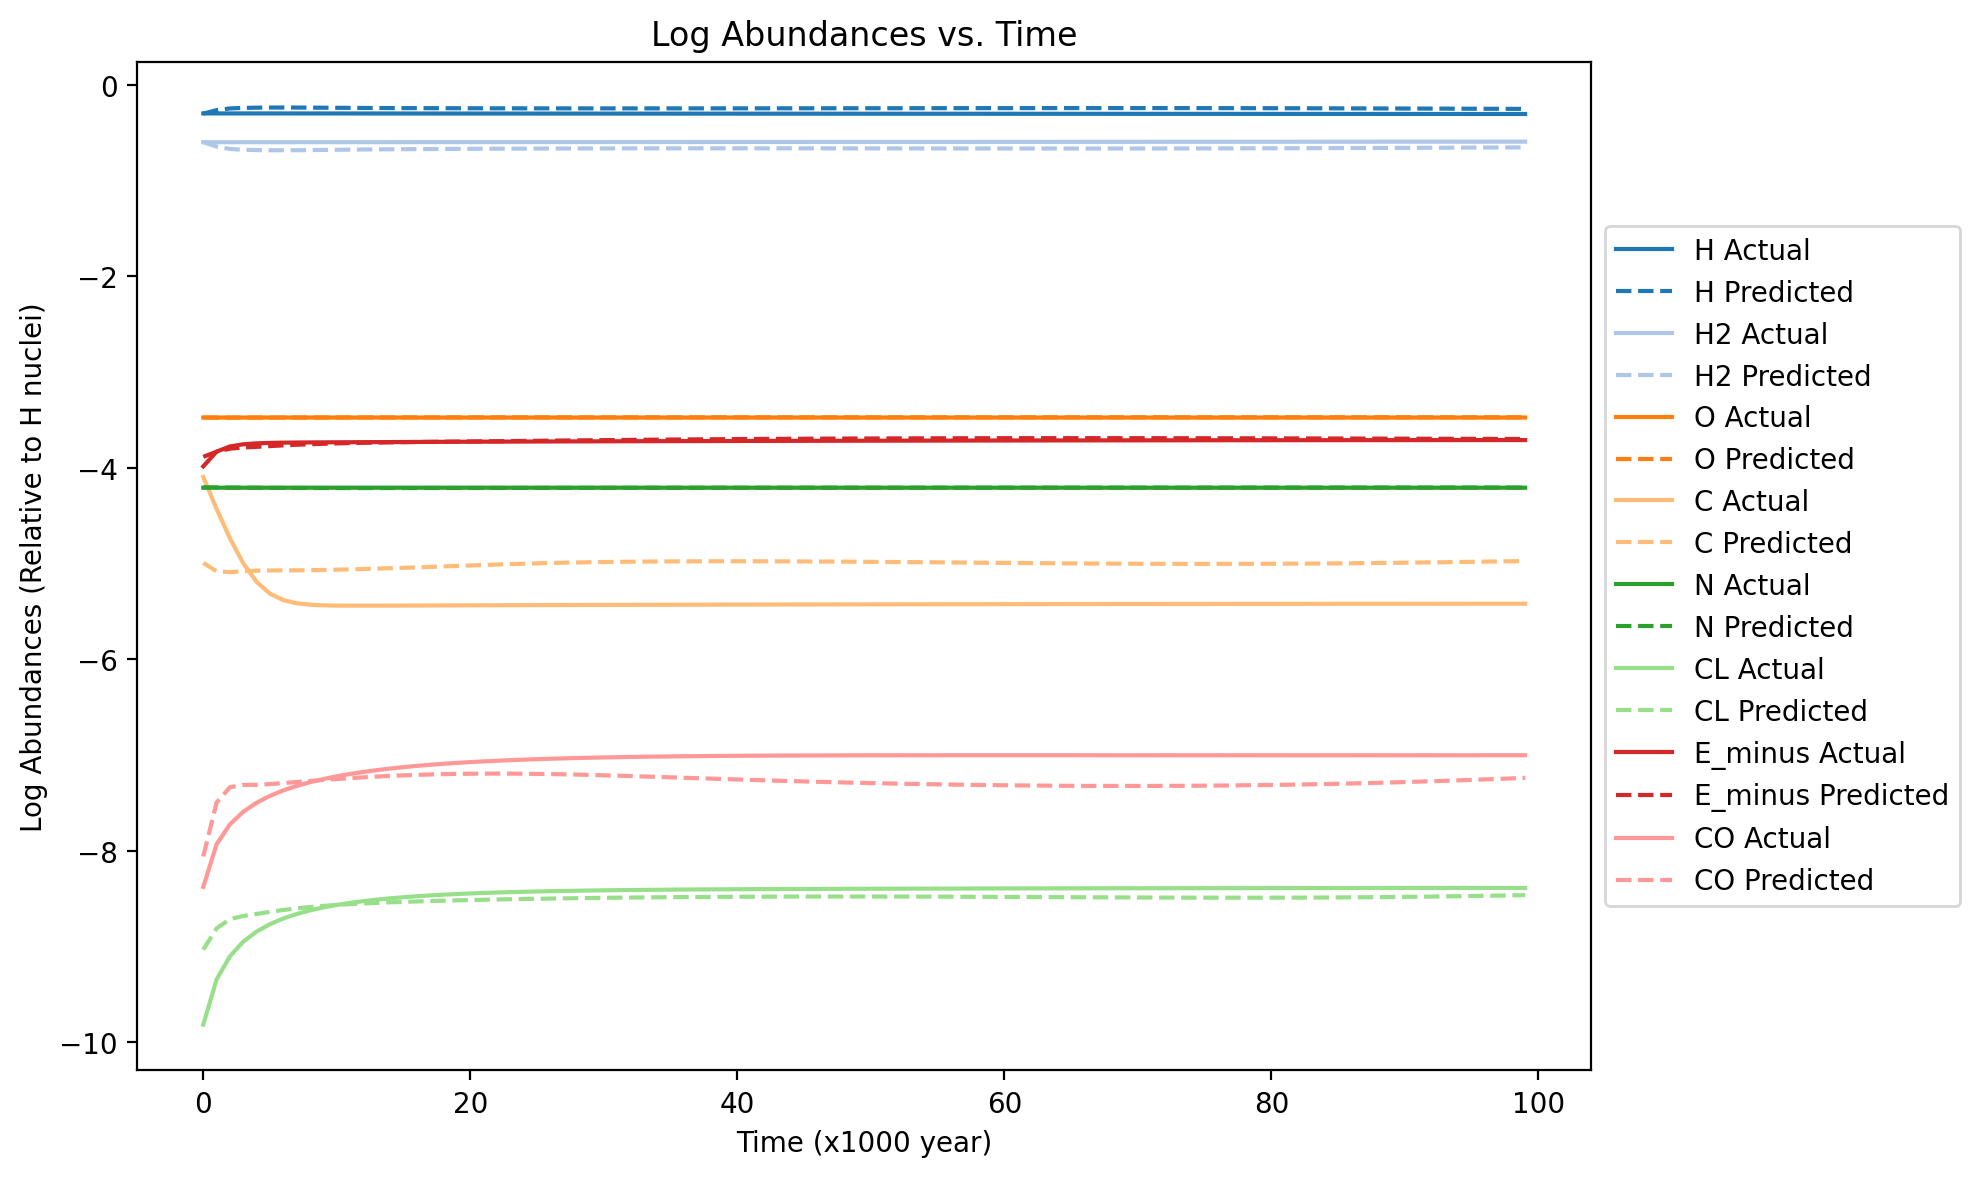 Log Abundances vs. Time
Log Abundances (Relative to H nuclei)
0
−2
−4
−6
−8
−10
0
20
40
60
80
100
Time (x1000 year)
H Actual
H Predicted
H2 Actual
H2 Predicted
O Actual
O Predicted
C Actual
C Predicted
N Actual
N Predicted
CL Actual
CL Predicted
E_minus Actual
E_minus Predicted
CO Actual
CO Predicted